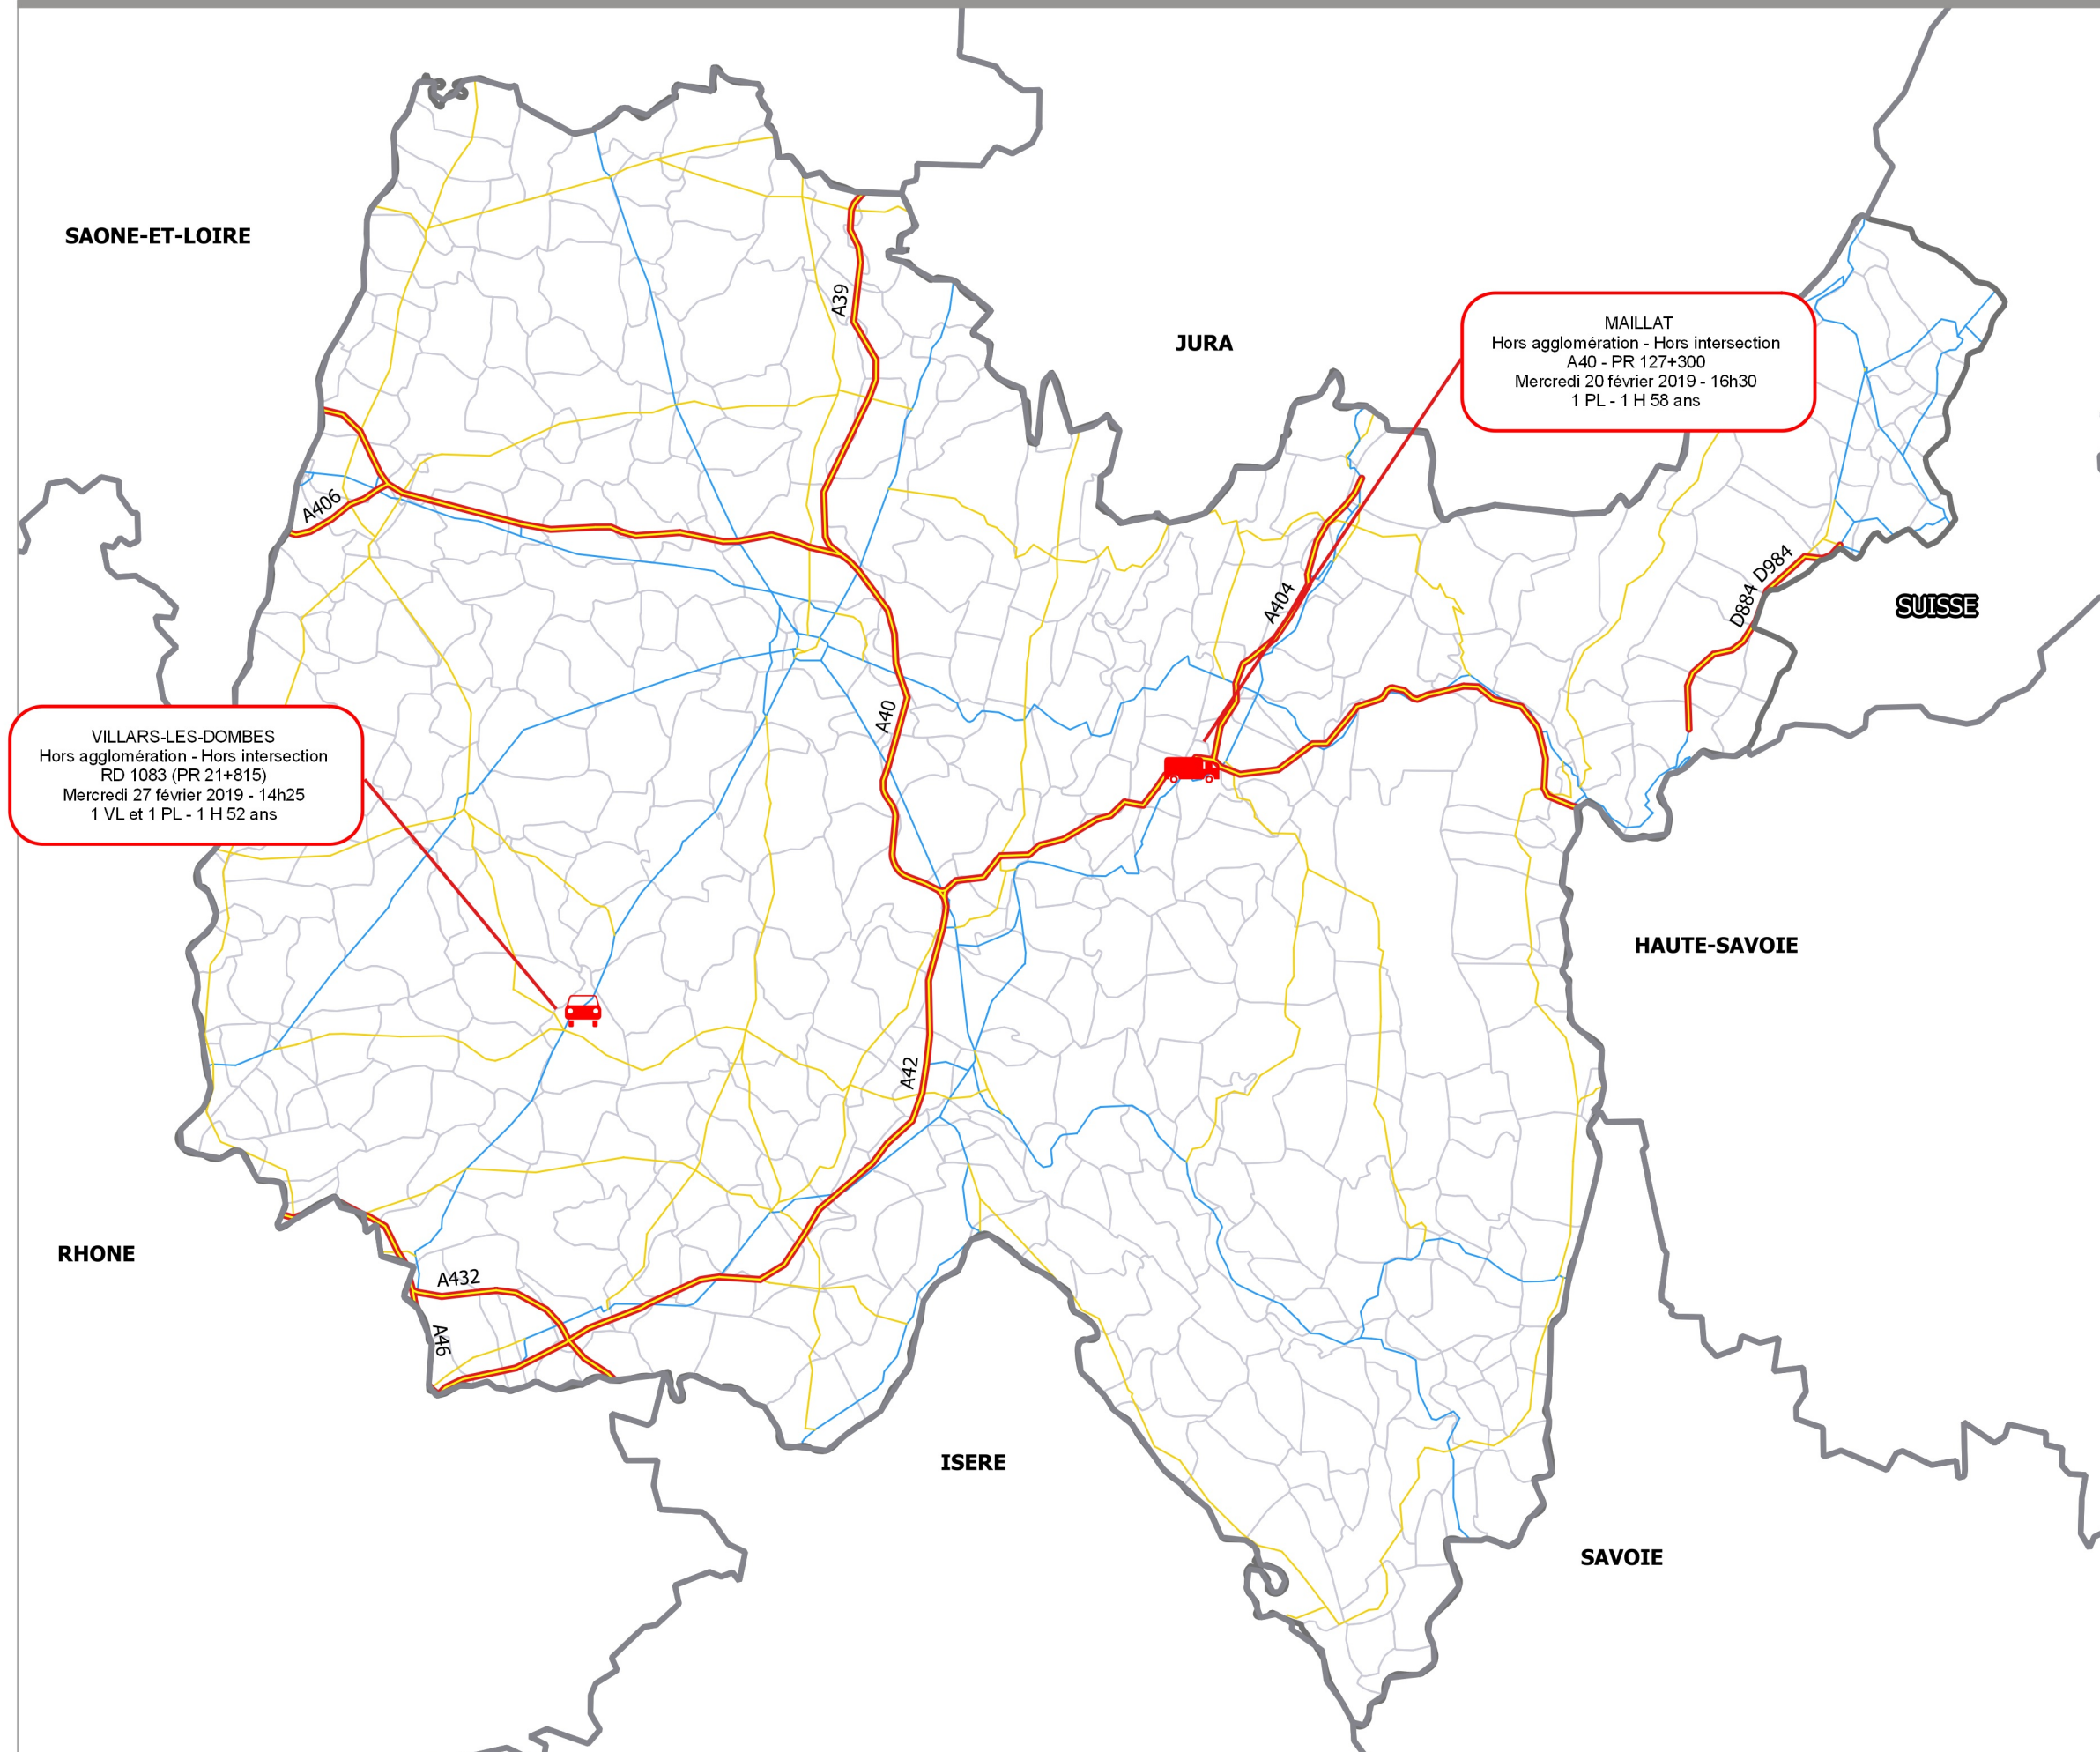 SAONE-ET-LOIRE
A39
JURA
MAILLAT
Hors agglomération - Hors intersection
A40 - PR 127+300
Mercredi 20 février 2019 - 16h30
1 PL - 1 H 58 ans
A406
D984
D884
A404
SUISSE
A40
VILLARS-LES-DOMBES
Hors agglomération - Hors intersection
RD 1083 (PR 21+815)
Mercredi 27 février 2019 - 14h25
1 VL et 1 PL - 1 H 52 ans
HAUTE-SAVOIE
A42
RHONE
A432
A46
ISERE
SAVOIE